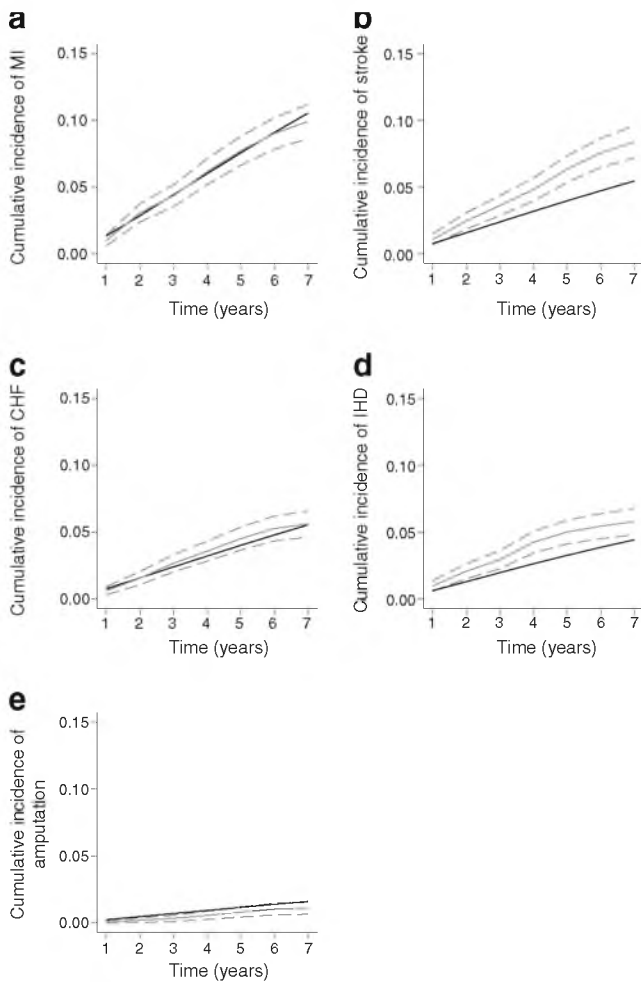 a
Cumulative incidence of MI
0.15
0.10
0.05
0.00
1 2 3 4 5 6 7
Time (years)
b
Cumulative incidence of stroke
0.15
0.10
0.05
0.00
1 2 3 4 5 6 7
Time (years)
c
Cumulative incidence of CHF
0.15
0.10
0.05
0.00
1 2 3 4 5 6 7
Time (years)
d
Cumulative incidence of IHD
0.15
0.10
0.05
0.00
1 2 3 4 5 6 7
Time (years)
e
Cumulative incidence of
amputation
0.15
0.10
0.05
0.00
1 2 3 4 5 6 7
Time (years)